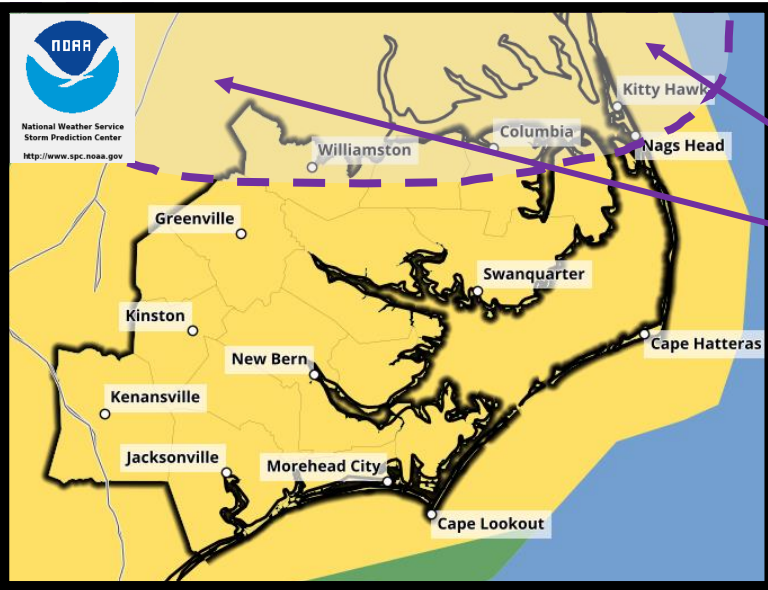 NOAA
National Weather Service
Storm Prediction Center
http://www.spc.noaa.gov
Kitty Hawk
Columbia
Nags Head
Williamston
Greenville
Swanquarter
Kinston
Cape Hatteras
New Bern
Kenansville
Jacksonville
Morehead City
Cape Lookout